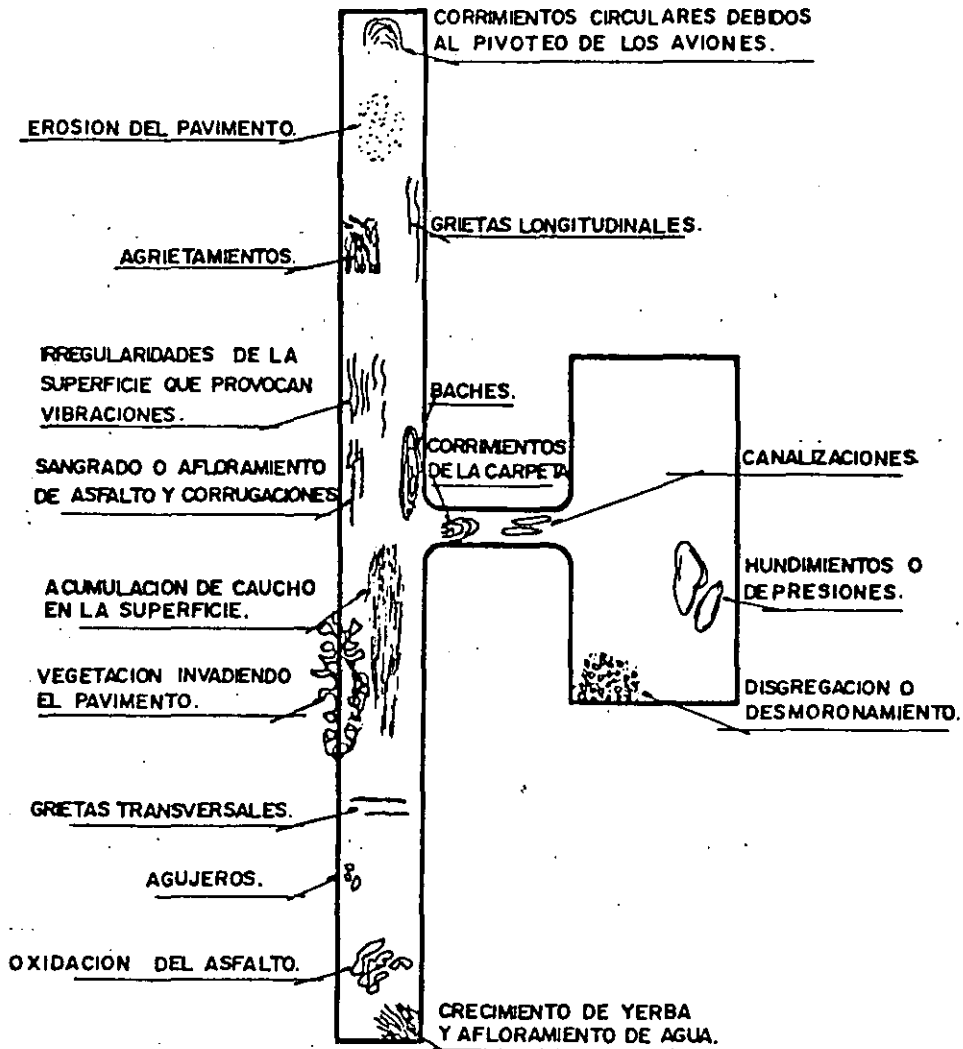 CORRIMIENTOS CIRCULARES DEBIDOS
AL PIVOTEO DE LOS AVIONES.
EROSION DEL PAVIMENTO.
GRIETAS LONGITUDINALES.
AGRIETAMIENTOS.
IRREGULARIDADES DE LA
SUPERFICIE QUE PROVOCAN
VIBRACIONES.
BACHES.
SANGRADO O AFLORAMIENTO
DE ASFALTO Y CORRUGACIONES
CORRIMIENTOS
DE LA CARPETA
CANALIZACIONES.
ACUMULACION DE CAUCHO
EN LA SUPERFICIE.
HUNDIMIENTOS O
DEPRESIONES.
VEGETACION INVADIENDO
EL PAVIMENTO.
DISGREGACION O
DESMORONAMIENTO.
GRIETAS TRANSVERSALES.
AGUJEROS.
OXIDACION DEL ASFALTO.
CRECIMIENTO DE YERBA
Y AFLORAMIENTO DE AGUA.